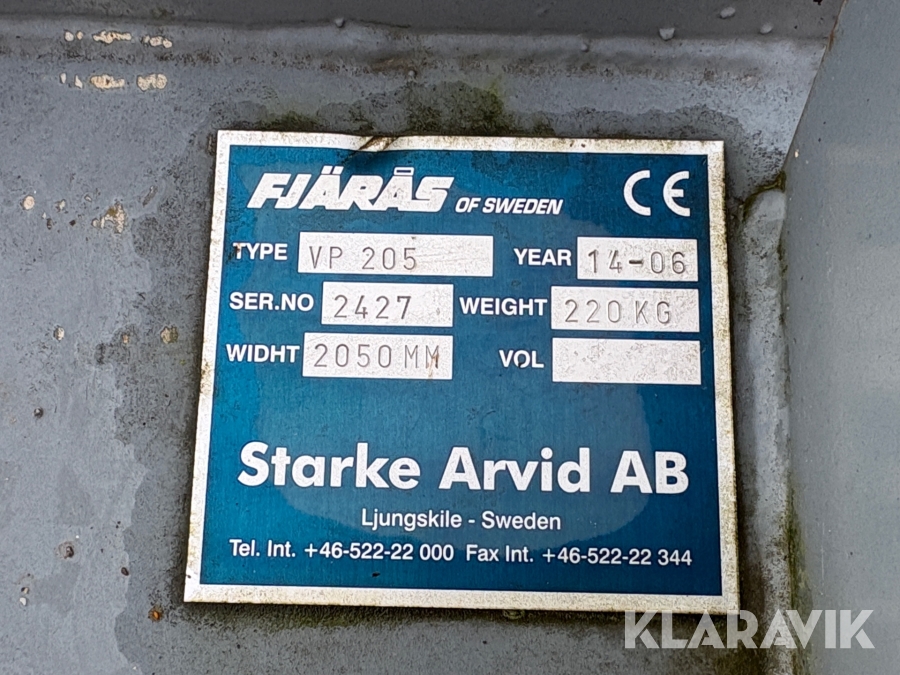 FJÄRÅS OF SWEDEN CE
TYPE VP 205 YEAR 14-06
SER.NO 2427 WEIGHT 220 KG
WIDHT 2050 MM VOL
Starke Arvid AB
Ljungskile - Sweden
Tel. Int. +46-522-22 000 Fax Int. +46-522-22 344
KLARAVIK